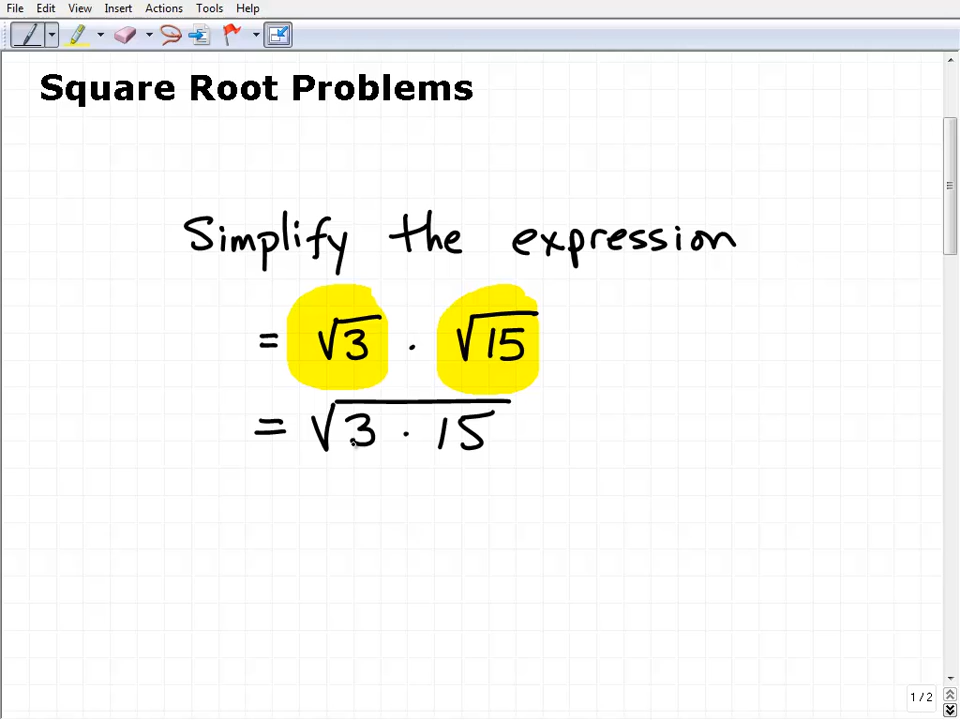 File Edit View Insert Actions Tools Help
Square Root Problems
Simplify the expression
= √3 · √15
= √3 · 15
1/2